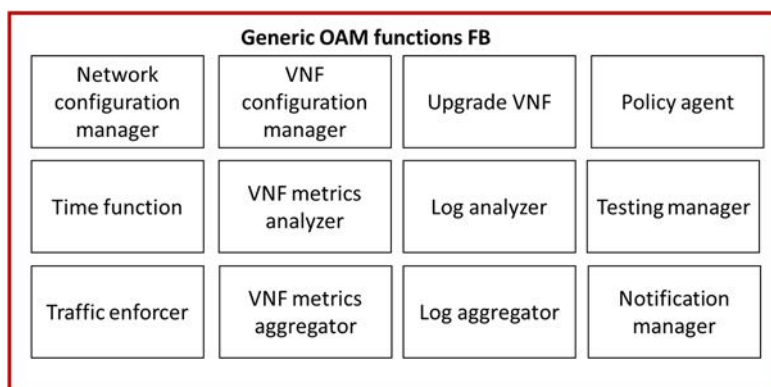 Generic OAM functions FB
Network
configuration
manager
VNF
configuration
manager
Upgrade VNF
Policy agent
Time function
VNF metrics
analyzer
Log analyzer
Testing manager
Traffic enforcer
VNF metrics
aggregator
Log aggregator
Notification
manager